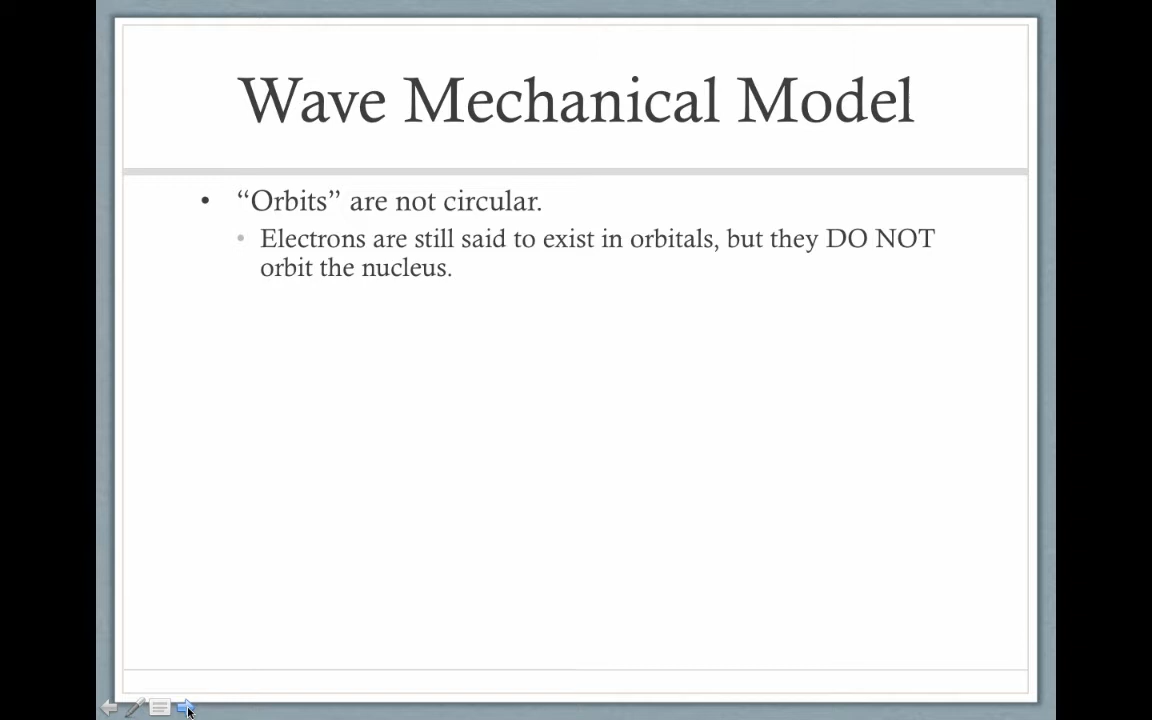 Wave Mechanical Model
• “Orbits” are not circular.
• Electrons are still said to exist in orbitals, but they DO NOT
orbit the nucleus.